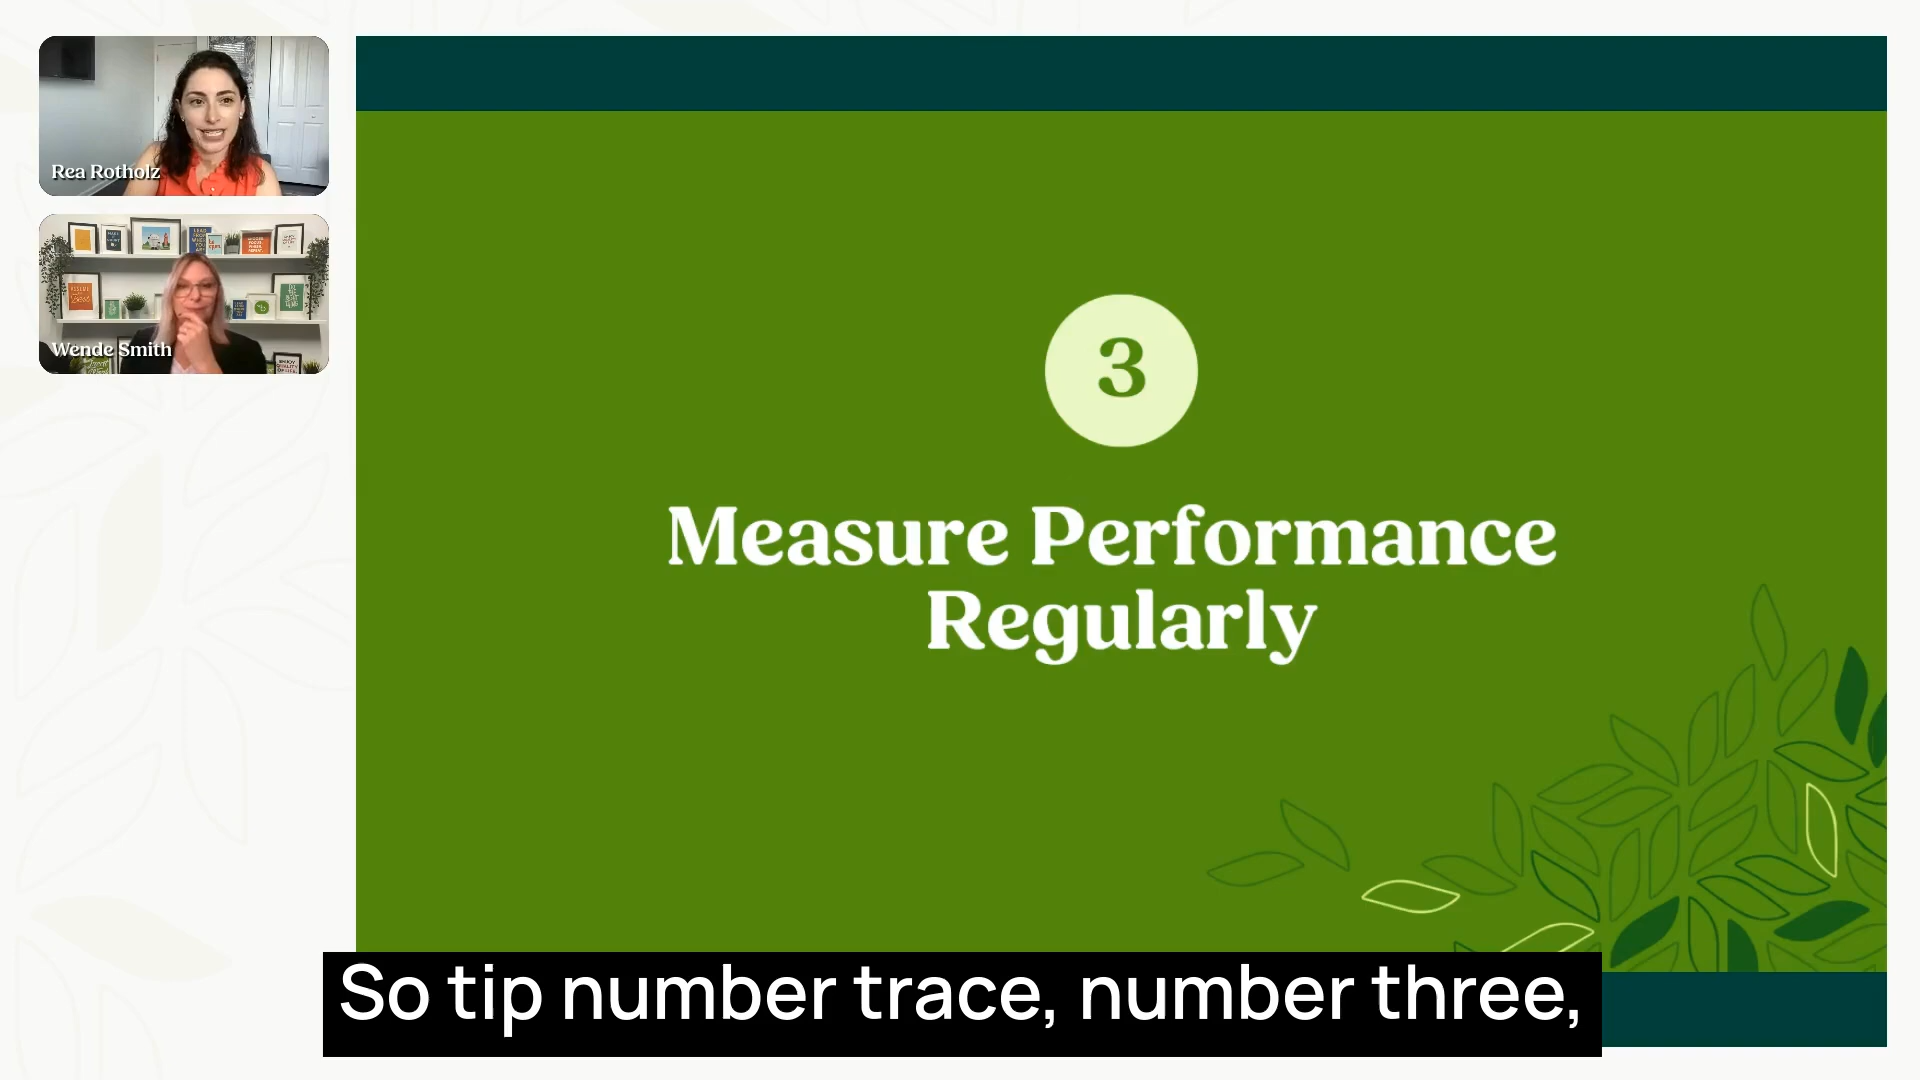 Rea Rotholz
Wende Smith
3
Measure Performance
Regularly
So tip number trace, number three,